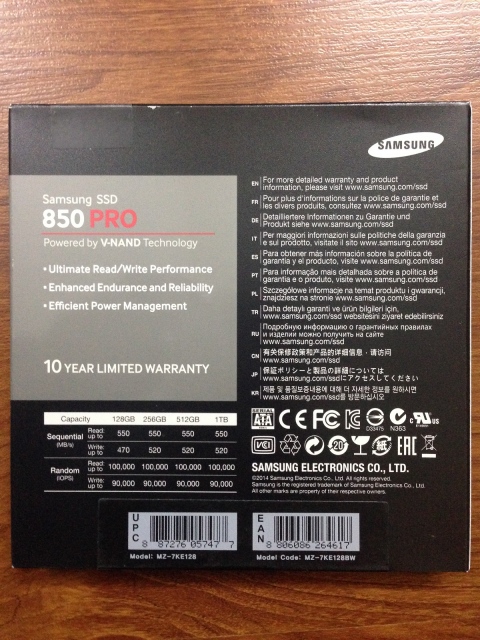 SAMSUNG
Samsung SSD
850 PRO
Powered by V-NAND Technology
• Ultimate Read/Write Performance
• Enhanced Endurance and Reliability
• Efficient Power Management
10 YEAR LIMITED WARRANTY
EN For more detailed warranty and product
information, please visit www.samsung.com/ssd
FR Pour plus d'informations sur la police de garantie et
les divers produits, consultez www.samsung.com/ssd
DE Detailliertere Informationen zu Garantie und
Produkt siehe www.samsung.com/ssd
IT Per maggiori informazioni sulle politiche della garanzia
e sul prodotto, visitate il sito www.samsung.com/ssd
ES Para obtener más información sobre la política de
garantía y el producto, visite www.samsung.com/ssd
PT Para informação mais detalhada sobre a política de
garantia e o produto, visite www.samsung.com/ssd
PL Szczegółowe informacje na temat produktu i gwarancji,
znajdziesz na stronie www.samsung.com/ssd
TR Daha detaylı garanti ve ürün bilgileri için,
www.samsung.com/ssd websitesini ziyaret edebilirsiniz
RU Подробную информацию о гарантийных правилах
и изделии можно получить на сайте
www.samsung.com/ssd
CN 有关保修政策和产品的详细信息，请访问
www.samsung.com/ssd
JP 保証ポリシーと製品の詳細については
www.samsung.com/ssdにアクセスしてください
KR 제품 및 품질보증내용에 대한 더 자세한 정보를 원하시면
www.samsung.com/ssd를 방문하십시오
Capacity 128GB 256GB 512GB 1TB
Sequential (MB/s) Read: up to 550 550 550 550
Write: up to 470 520 520 520
Random (IOPS) Read: up to 100,000 100,000 100,000 100,000
Write: up to 90,000 90,000 90,000 90,000
SERIAL ATA CE FC D33475 N363 c RU us
VCI 20 紙 EAC
SAMSUNG ELECTRONICS CO., LTD.
©2014 Samsung Electronics Co., Ltd. All rights reserved.
Samsung is the registered trademark of Samsung Electronics Co., Ltd.
All other marks are property of their respective owners.
UPC 8 87276 05747 7
Model: MZ-7KE128
EAN 8 806086 264617
Model Code: MZ-7KE128BW